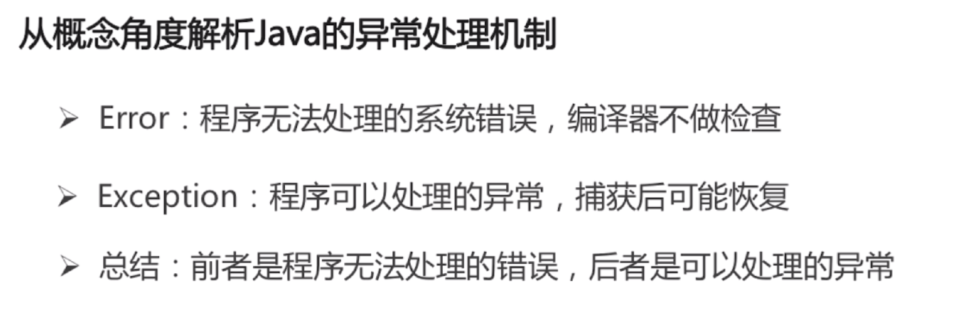 从概念角度解析Java的异常处理机制
➢ Error：程序无法处理的系统错误，编译器不做检查
➢ Exception：程序可以处理的异常，捕获后可能恢复
➢ 总结：前者是程序无法处理的错误，后者是可以处理的异常